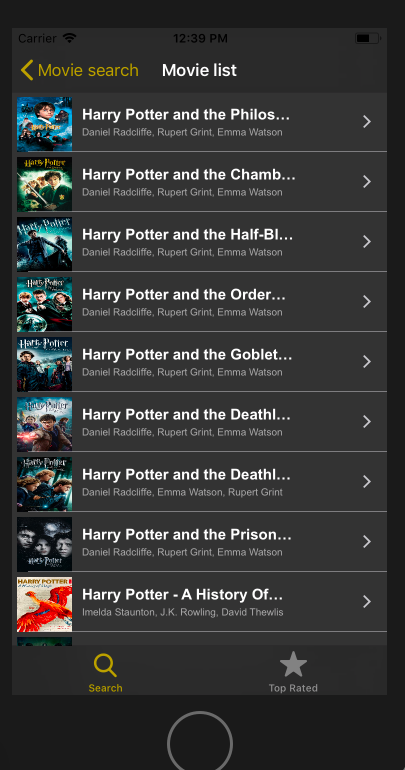 Carrier 12:39 PM
Movie search Movie list
Harry Potter and the Philos...
Daniel Radcliffe, Rupert Grint, Emma Watson
Harry Potter and the Chamb...
Daniel Radcliffe, Rupert Grint, Emma Watson
Harry Potter and the Half-Bl...
Daniel Radcliffe, Rupert Grint, Emma Watson
Harry Potter and the Order...
Daniel Radcliffe, Rupert Grint, Emma Watson
Harry Potter and the Goblet...
Daniel Radcliffe, Rupert Grint, Emma Watson
Harry Potter and the Deathl...
Daniel Radcliffe, Rupert Grint, Emma Watson
Harry Potter and the Deathl...
Daniel Radcliffe, Emma Watson, Rupert Grint
Harry Potter and the Prison...
Daniel Radcliffe, Rupert Grint, Emma Watson
HARRY POTTER
Harry Potter - A History Of...
Imelda Staunton, J.K. Rowling, David Thewlis
Search Top Rated